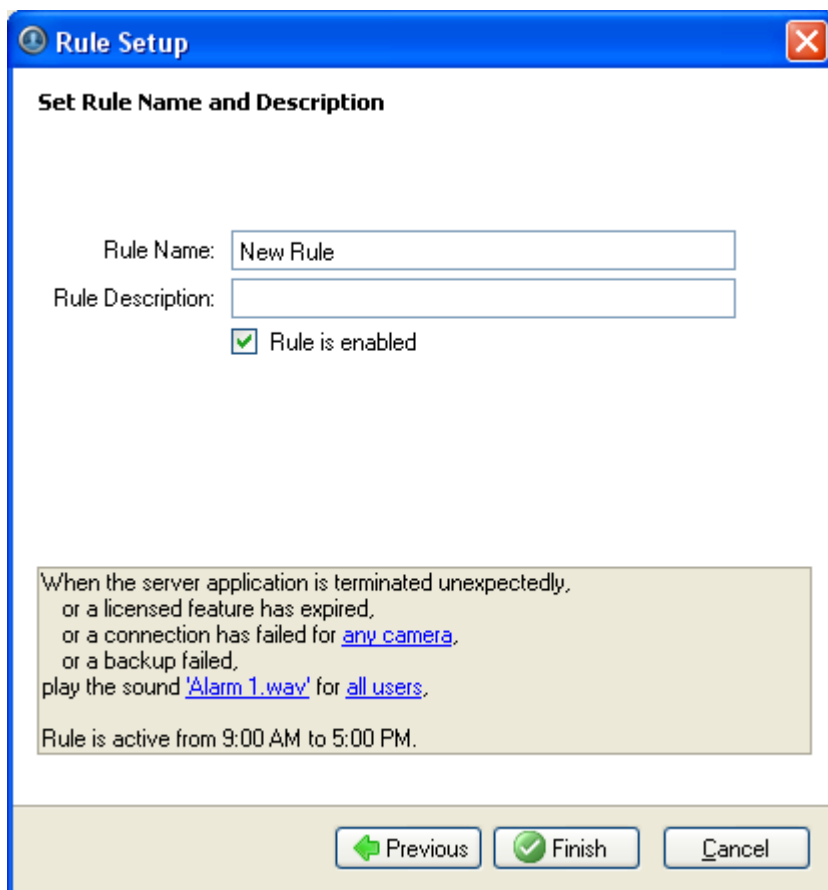 Rule Setup
Set Rule Name and Description
Rule Name: New Rule
Rule Description:
Rule is enabled
When the server application is terminated unexpectedly,
or a licensed feature has expired,
or a connection has failed for any camera,
or a backup failed,
play the sound 'Alarm 1.wav' for all users,
Rule is active from 9:00 AM to 5:00 PM.
Previous Finish Cancel